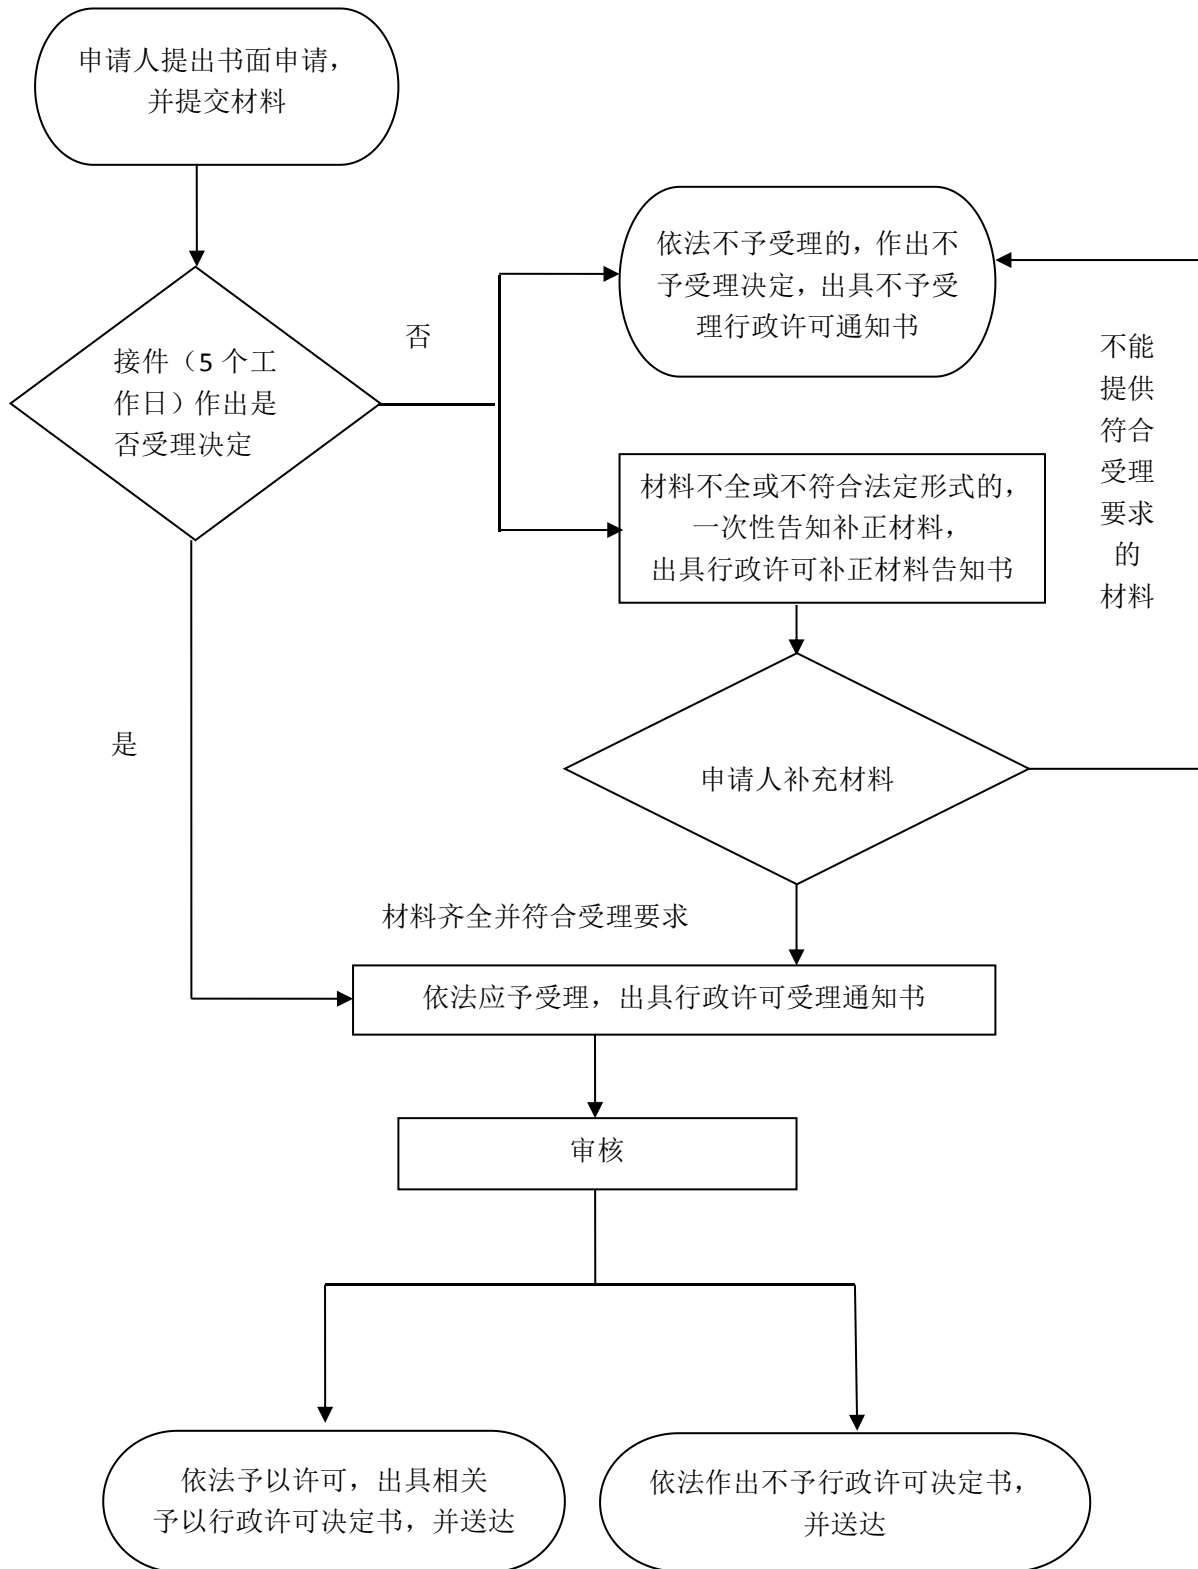 申请人提出书面申请，
并提交材料
依法不予受理的，作出不
予受理决定，出具不予受
理行政许可通知书
否
接件（5 个工
作日）作出是
否受理决定
不能
提供
符合
受理
要求
的
材料
材料不全或不符合法定形式的，
一次性告知补正材料，
出具行政许可补正材料告知书
是
申请人补充材料
材料齐全并符合受理要求
依法应予受理，出具行政许可受理通知书
审核
依法予以许可，出具相关
予以行政许可决定书，并送达
依法作出不予行政许可决定书，
并送达